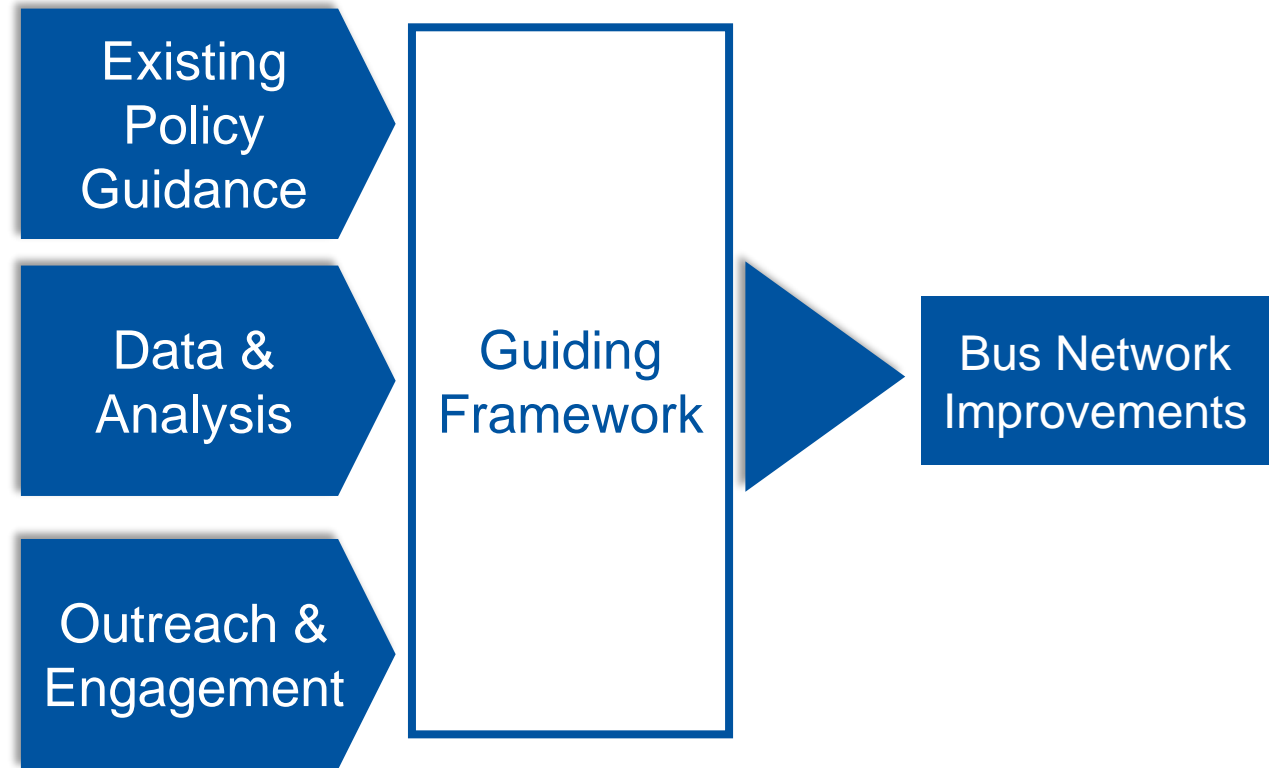 Existing
Policy
Guidance
Data &
Analysis
Outreach &
Engagement
Guiding
Framework
Bus Network
Improvements